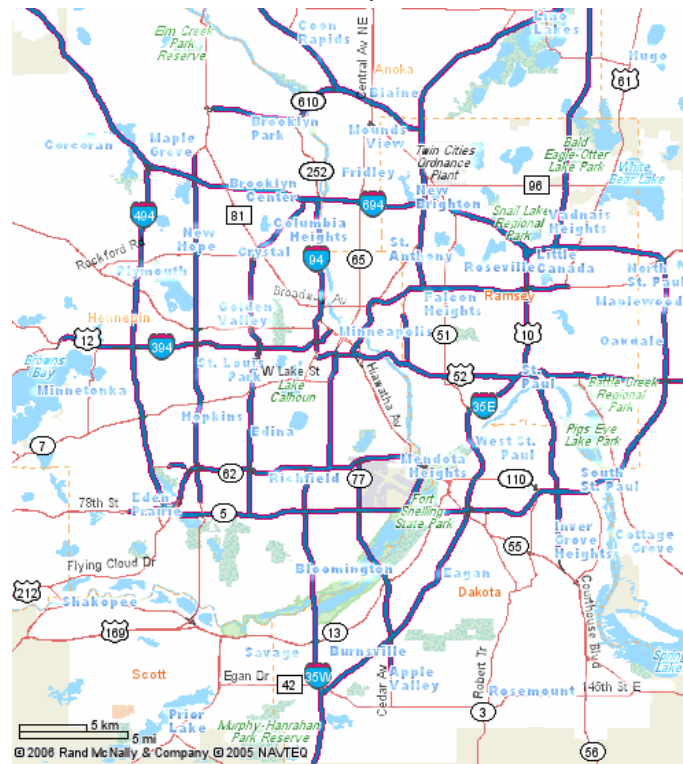 Elm Creek
Park
Reserve
Coon
Rapids
Central Av NE
Lino
Lakes
Hugo
61
Anoka
610
Blaine
Brooklyn
Park
Mounds
View
Corcoran
Maple
Grove
252
Fridley
Twin Cities
Ordnance
Plant
Bald
Eagle-Otter
Lake Park
96
White
Bear Lake
Brooklyn
Center
694
New
Brighton
494
81
New
Hope
Columbia
Heights
Snail Lake
Regional
Park
Vadnais
Heights
Rockford Rd
Crystal
94
65
St.
Anthony
Little
Canada
Plymouth
Roseville
North
St. Paul
Broadway Av
Golden
Valley
Falcon
Heights
Ramsey
Maplewood
Hennepin
12
394
Minneapolis
51
10
Oakdale
Browns
Bay
St. Louis
Park
W Lake St
Lake
Calhoun
Hiawatha Av
52
St.
Paul
Minnetonka
35E
Battle Creek
Regional
Park
Hopkins
Edina
7
West St.
Paul
Pigs Eye
Lake Park
62
Richfield
77
Mendota
Heights
110
South
St. Paul
78th St
Eden
Prairie
5
Fort
Snelling
State Park
55
Inver
Grove
Heights
Cottage
Grove
Flying Cloud Dr
Bloomington
Eagan
212
Shakopee
Dakota
Courthouse Blvd
169
13
Savage
Burnsville
Spring
Lake
Scott
Egan Dr
42
35W
Cedar Av
Apple
Valley
Robert Tr
Rosemount
145th St E
Prior
Lake
3
5 km
5 mi
Murphy-Hanrahan
Park Reserve
56
© 2006 Rand McNally & Company © 2005 NAVTEQ